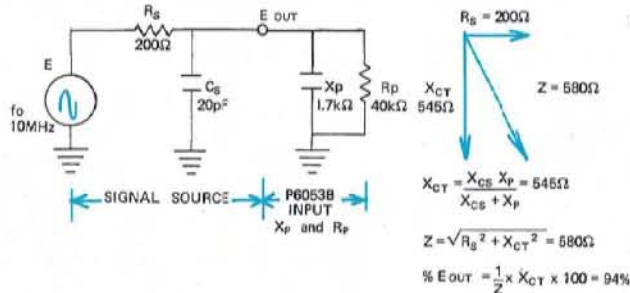 Rs
200Ω
E OUT
E
fo
10MHz
Cs
20pF
Xp
1.7kΩ
Rp
40kΩ
SIGNAL SOURCE
P6053B
INPUT
Xp and Rp
Rs = 200Ω
XCT
545Ω
Z = 580Ω
XCT = XCS XP / XCS + XP = 545Ω
Z = √RS² + XCT² = 580Ω
% EOUT = 1/Z x XCT x 100 = 94%